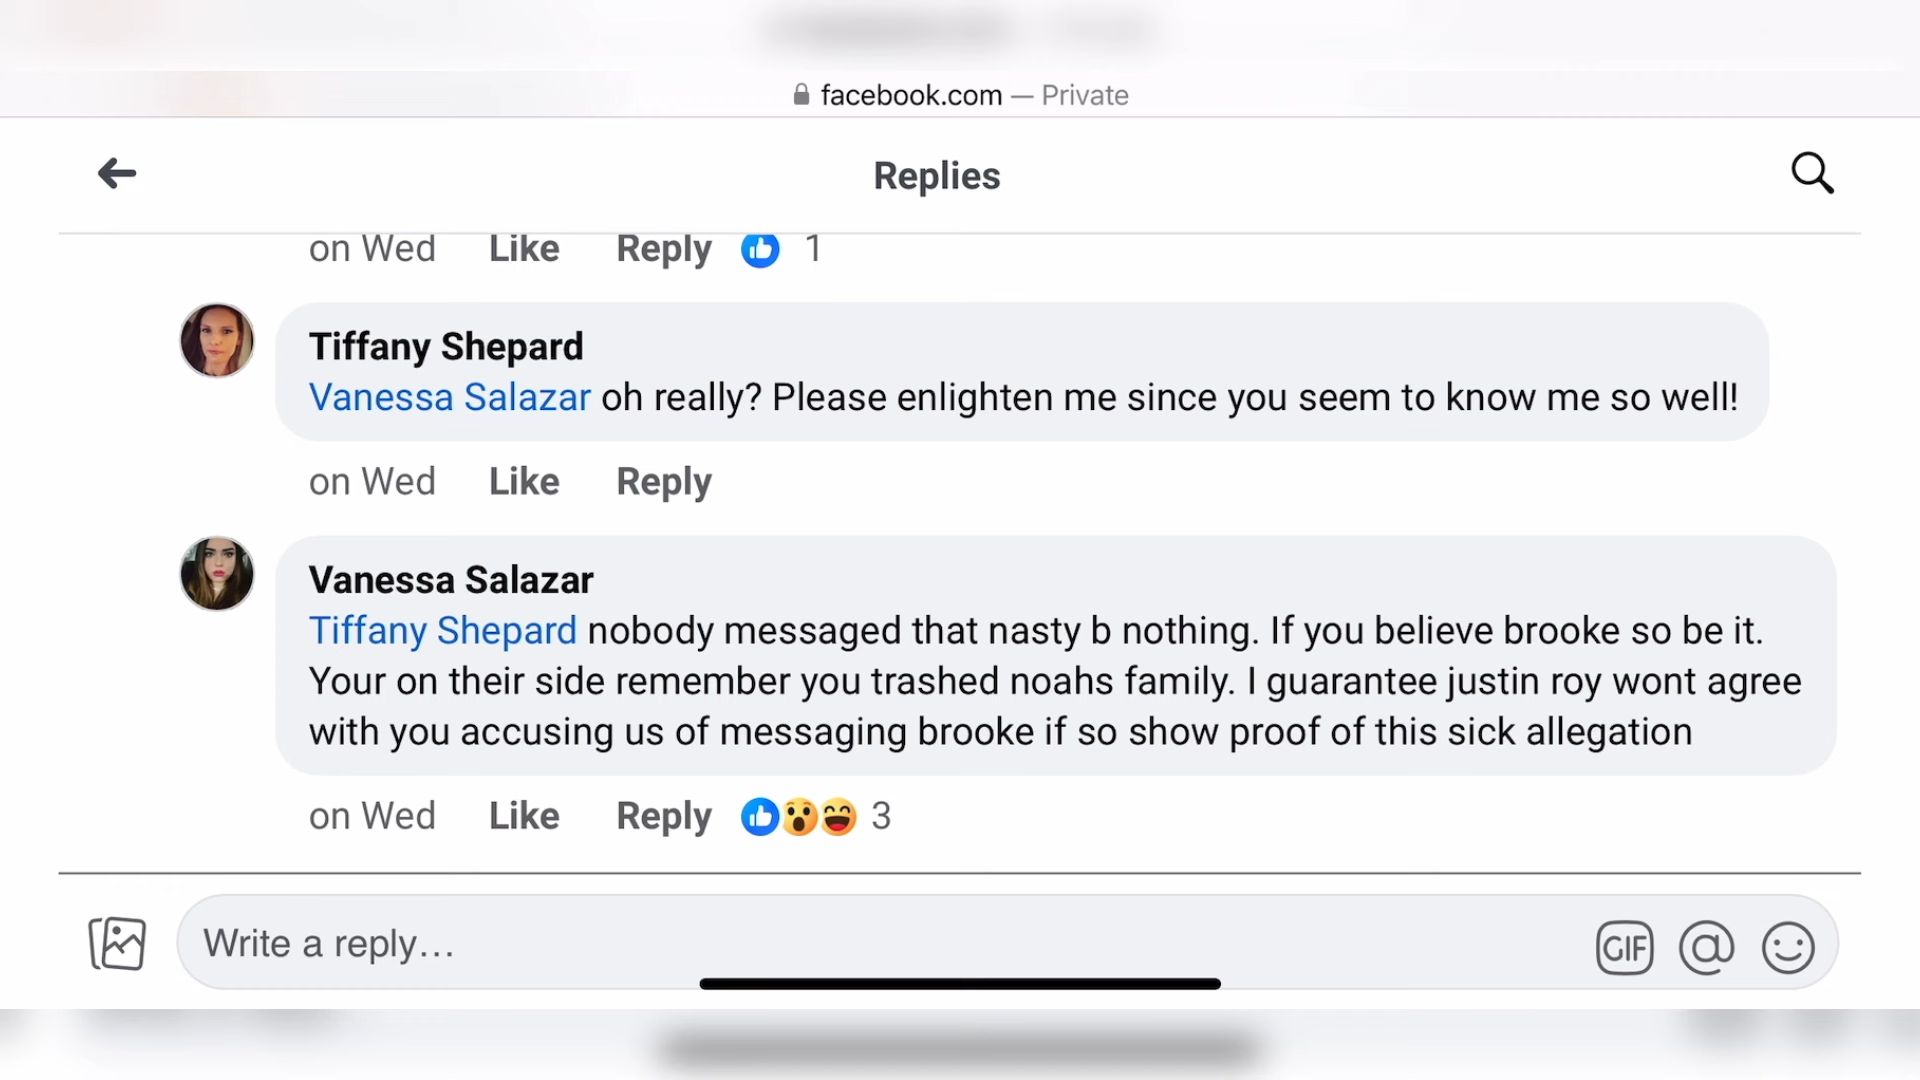 facebook.com — Private
Replies
on Wed Like Reply 1
Tiffany Shepard
Vanessa Salazar oh really? Please enlighten me since you seem to know me so well!
on Wed Like Reply
Vanessa Salazar
Tiffany Shepard nobody messaged that nasty b nothing. If you believe brooke so be it.
Your on their side remember you trashed noahs family. I guarantee justin roy wont agree
with you accusing us of messaging brooke if so show proof of this sick allegation
on Wed Like Reply 3
Write a reply...
GIF @